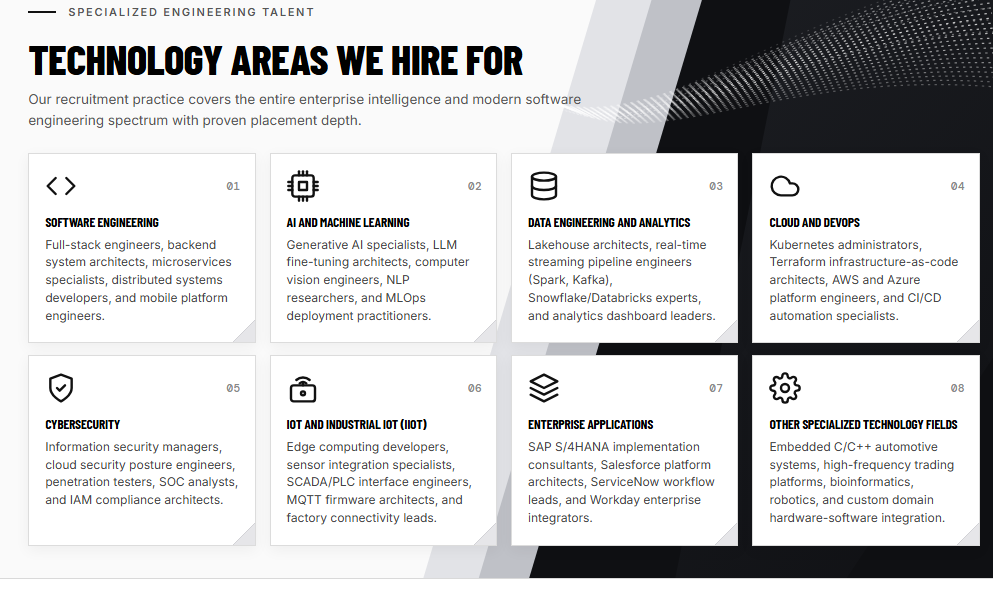 SPECIALIZED ENGINEERING TALENT
TECHNOLOGY AREAS WE HIRE FOR
Our recruitment practice covers the entire enterprise intelligence and modern software
engineering spectrum with proven placement depth.
01
SOFTWARE ENGINEERING
Full-stack engineers, backend
system architects, microservices
specialists, distributed systems
developers, and mobile platform
engineers.
02
AI AND MACHINE LEARNING
Generative AI specialists, LLM
fine-tuning architects, computer
vision engineers, NLP
researchers, and MLOps
deployment practitioners.
03
DATA ENGINEERING AND ANALYTICS
Lakehouse architects, real-time
streaming pipeline engineers
(Spark, Kafka),
Snowflake/Databricks experts,
and analytics dashboard leaders.
04
CLOUD AND DEVOPS
Kubernetes administrators,
Terraform infrastructure-as-code
architects, AWS and Azure
platform engineers, and CI/CD
automation specialists.
05
CYBERSECURITY
Information security managers,
cloud security posture engineers,
penetration testers, SOC analysts,
and IAM compliance architects.
06
IOT AND INDUSTRIAL IOT (IIOT)
Edge computing developers,
sensor integration specialists,
SCADA/PLC interface engineers,
MQTT firmware architects, and
factory connectivity leads.
07
ENTERPRISE APPLICATIONS
SAP S/4HANA implementation
consultants, Salesforce platform
architects, ServiceNow workflow
leads, and Workday enterprise
integrators.
08
OTHER SPECIALIZED TECHNOLOGY FIELDS
Embedded C/C++ automotive
systems, high-frequency trading
platforms, bioinformatics,
robotics, and custom domain
hardware-software integration.